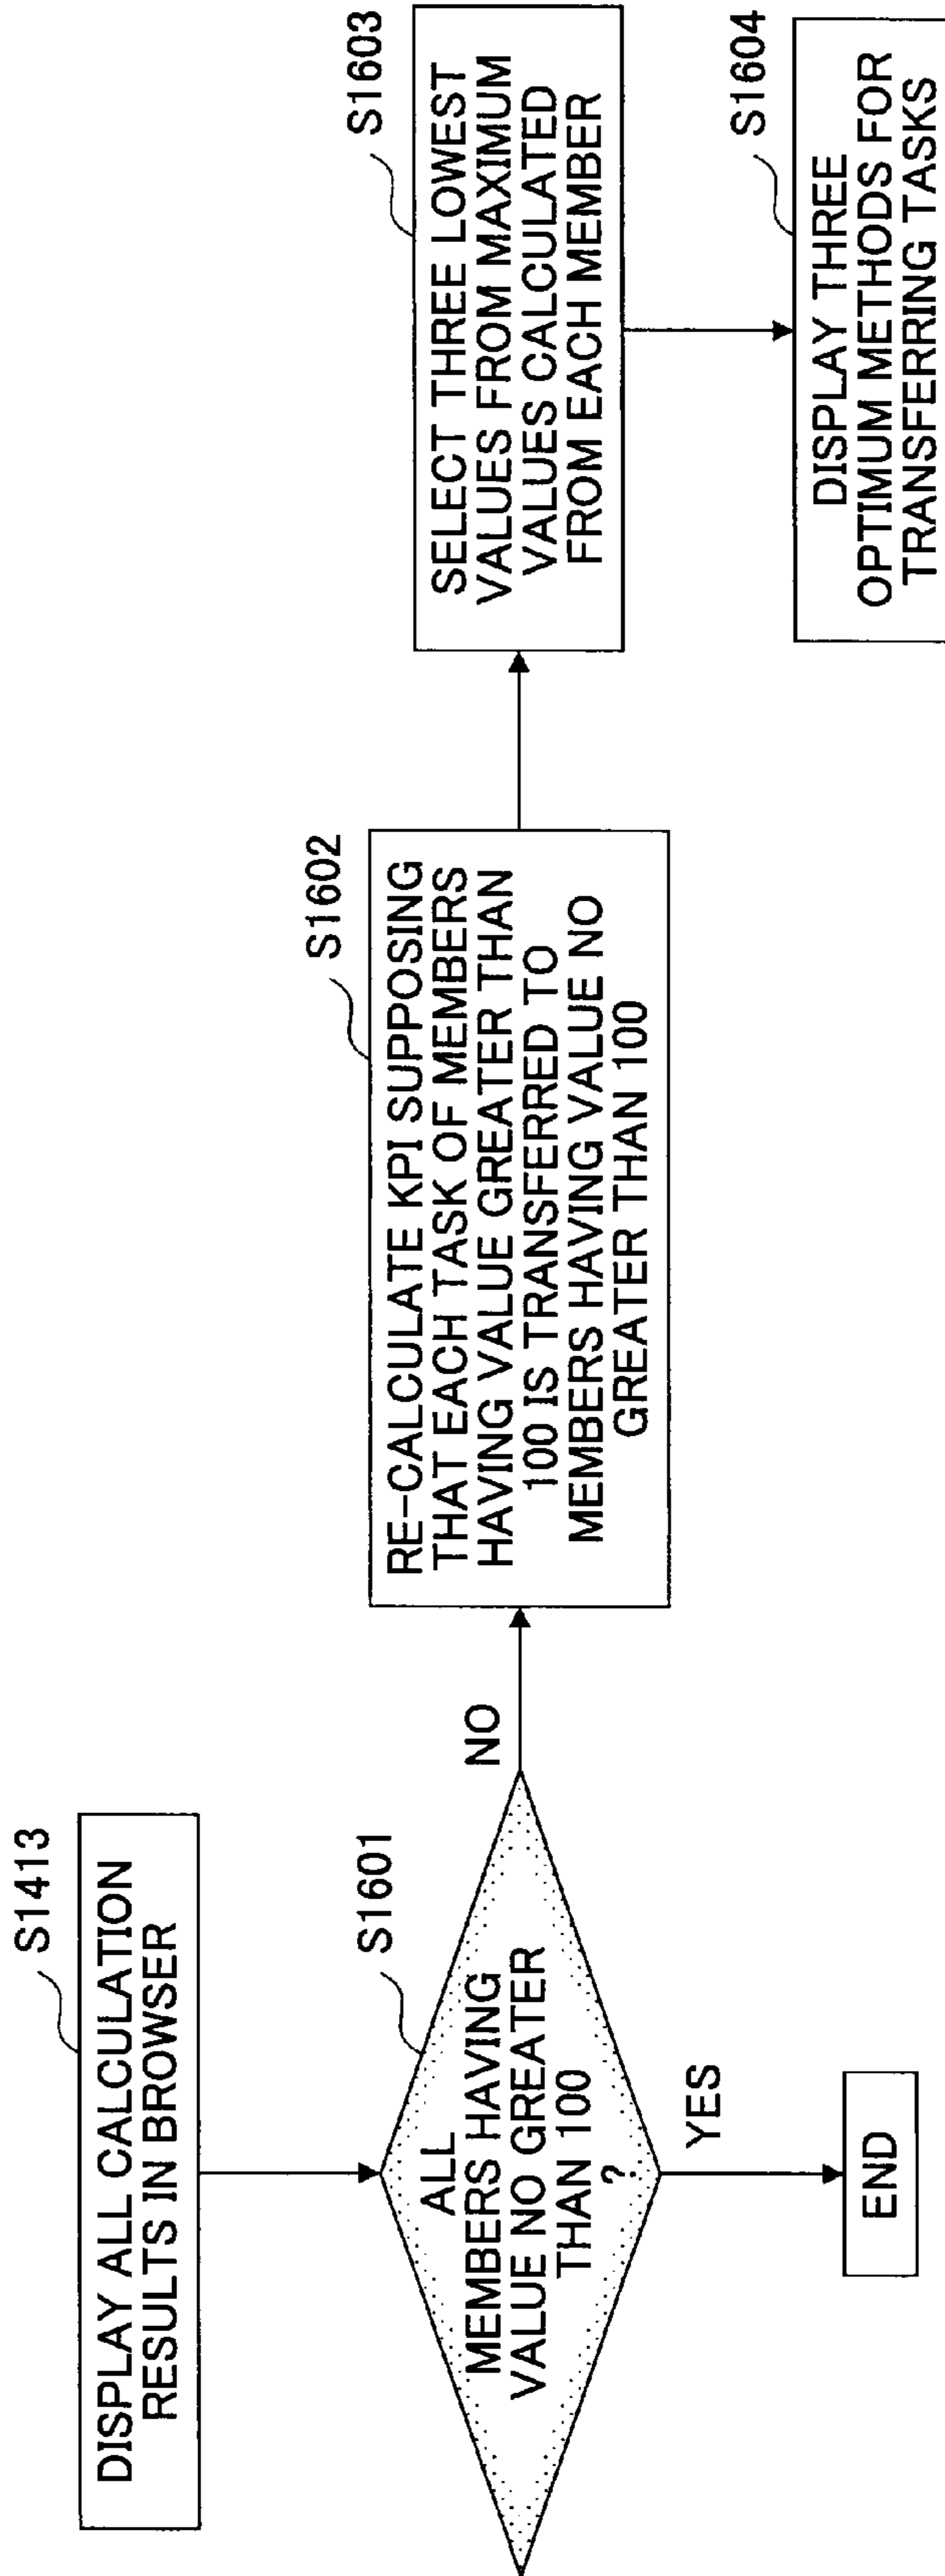 S1413
DISPLAY ALL CALCULATION
RESULTS IN BROWSER
S1601
ALL
MEMBERS HAVING
VALUE NO GREATER
THAN 100
?
NO
YES
END
S1602
RE-CALCULATE KPI SUPPOSING
THAT EACH TASK OF MEMBERS
HAVING VALUE GREATER THAN
100 IS TRANSFERRED TO
MEMBERS HAVING VALUE NO
GREATER THAN 100
S1603
SELECT THREE LOWEST
VALUES FROM MAXIMUM
VALUES CALCULATED
FROM EACH MEMBER
S1604
DISPLAY THREE
OPTIMUM METHODS FOR
TRANSFERRING TASKS